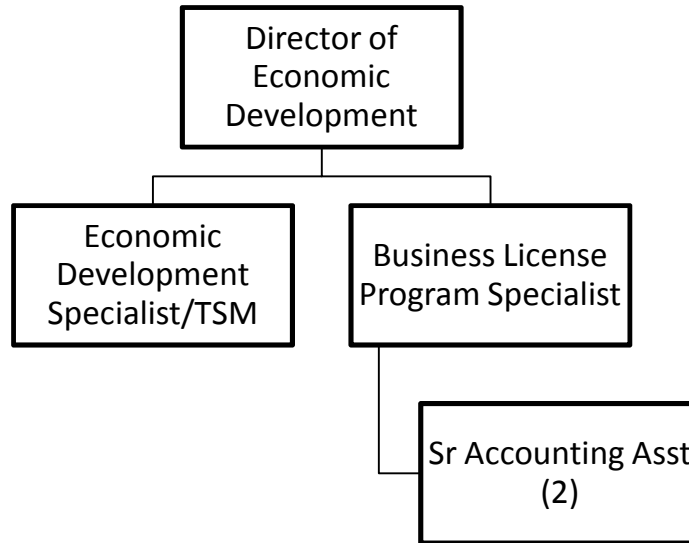 Director of
Economic
Development
Economic
Development
Specialist/TSM
Business License
Program Specialist
Sr Accounting Asst
(2)